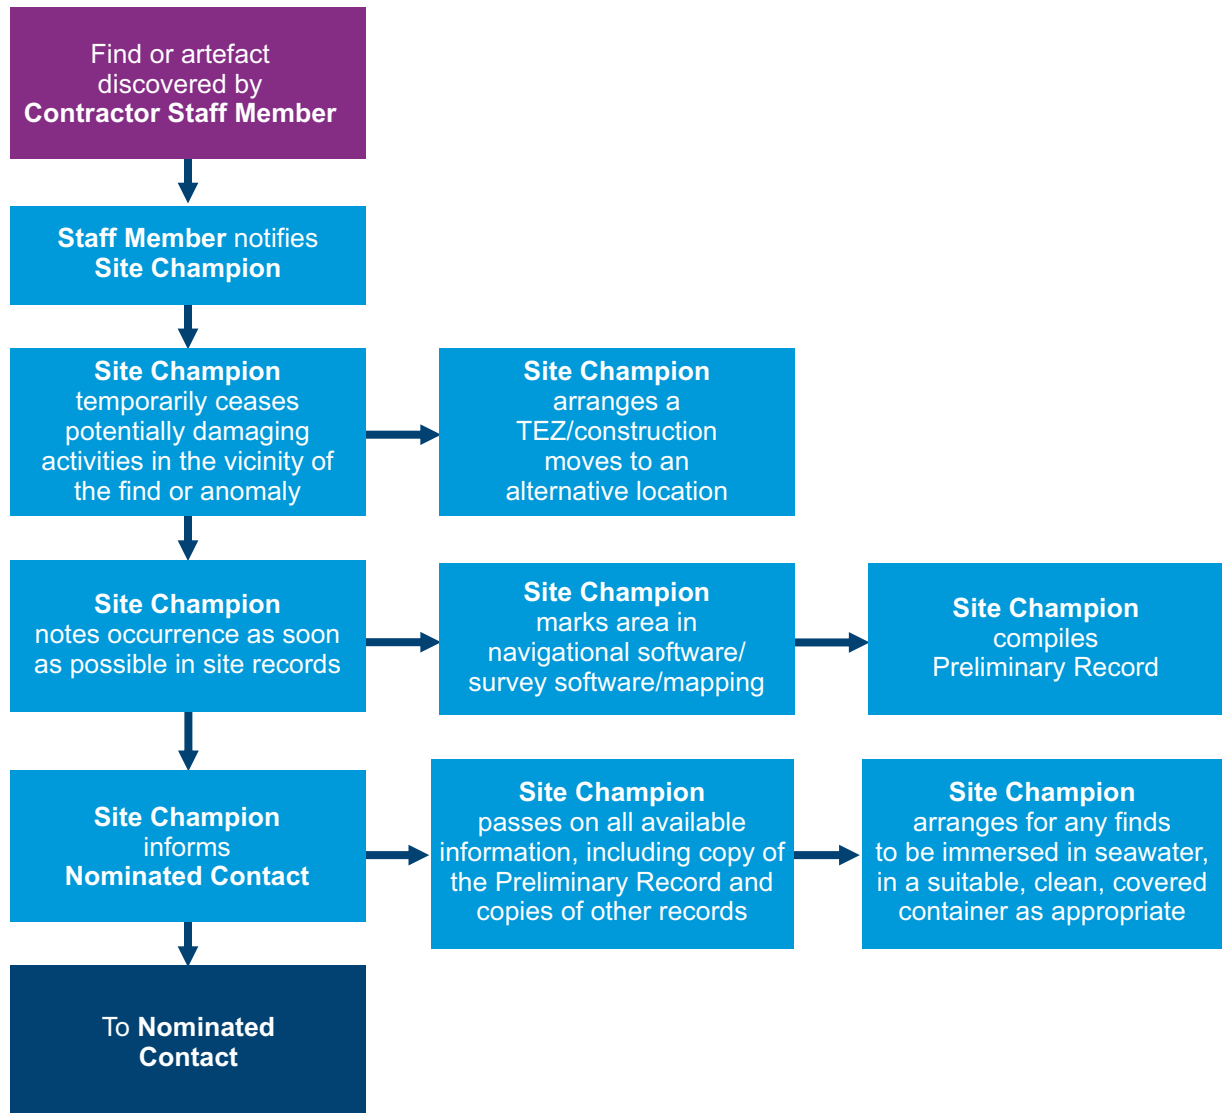 Find or artefact
discovered by
Contractor Staff Member
Staff Member notifies
Site Champion
Site Champion
temporarily ceases
potentially damaging
activities in the vicinity of
the find or anomaly
Site Champion
arranges a
TEZ/construction
moves to an
alternative location
Site Champion
notes occurrence as soon
as possible in site records
Site Champion
marks area in
navigational software/
survey software/mapping
Site Champion
compiles
Preliminary Record
Site Champion
informs
Nominated Contact
Site Champion
passes on all available
information, including copy of
the Preliminary Record and
copies of other records
Site Champion
arranges for any finds
to be immersed in seawater,
in a suitable, clean, covered
container as appropriate
To Nominated
Contact